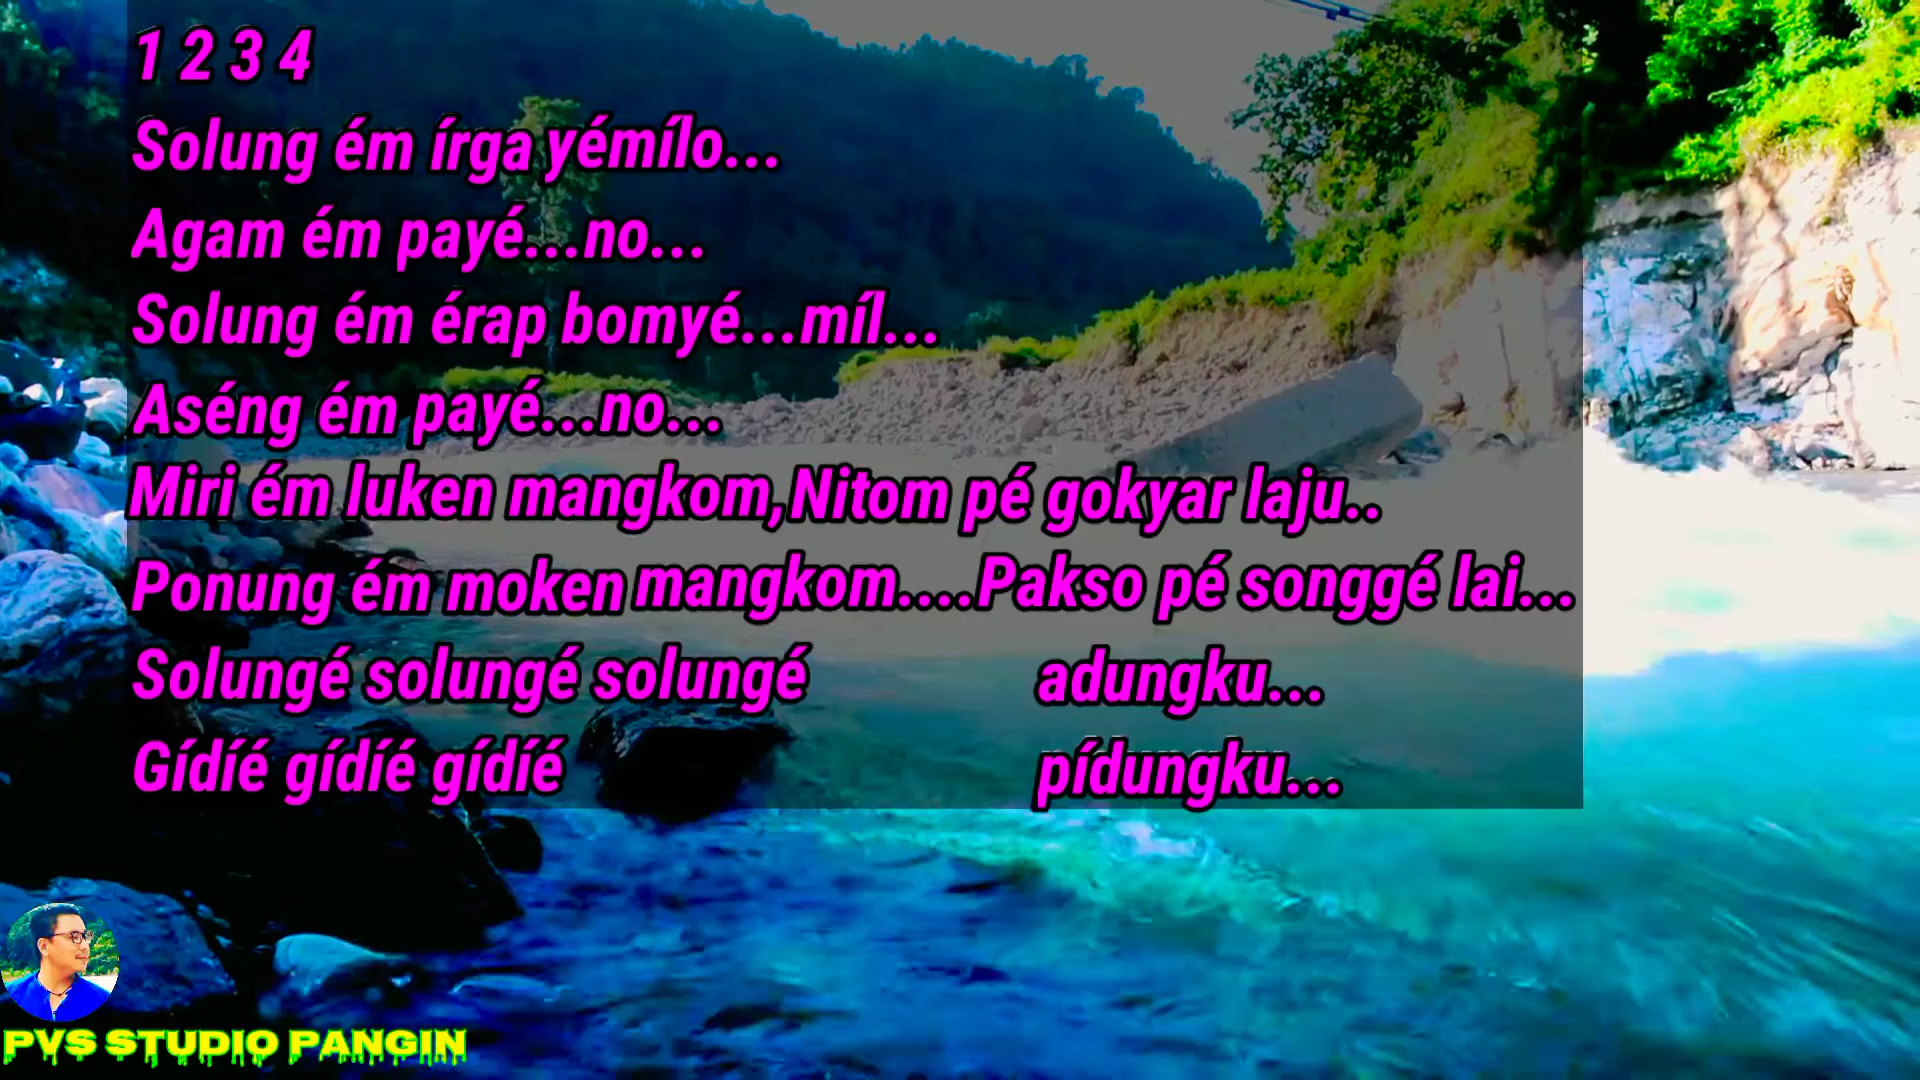 1 2 3 4
Solung ém írga yémílo...
Agam ém payé...no...
Solung ém érap bomyé...míl...
Aséng ém payé...no...
Miri ém luken mangkom,Nitom pé gokyar laju..
Ponung ém moken mangkom....Pakso pé songgé lai...
Solungé solungé solungé adungku...
Gídíé gídíé gídíé pídungku...
PVS STUDIO PANGIN